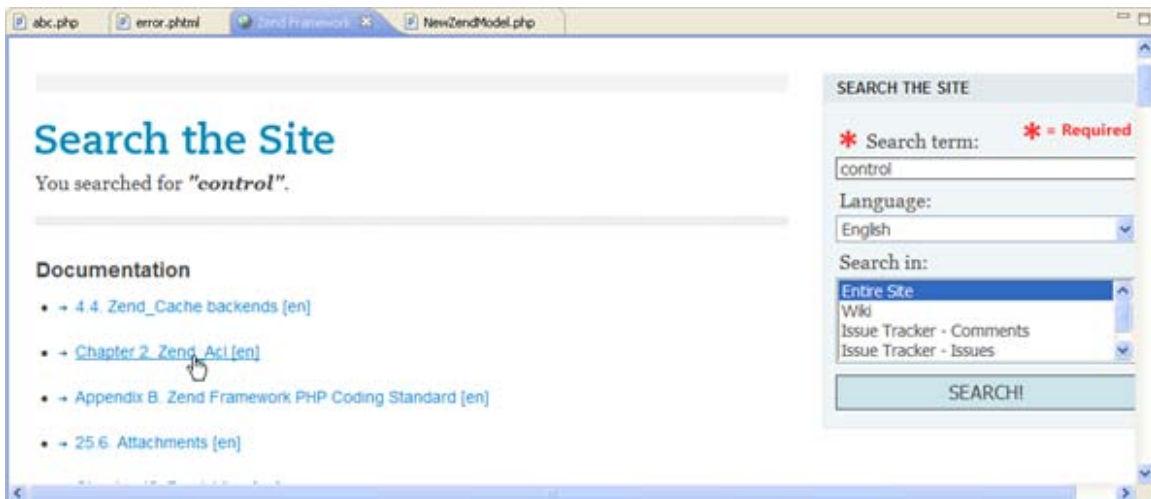 abc.php error.phtml Zend Framework NewZendModel.php
Search the Site
You searched for "control".
Documentation
→ 4.4. Zend_Cache backends [en]
→ Chapter 2. Zend_Acl [en]
→ Appendix B. Zend Framework PHP Coding Standard [en]
→ 25.6. Attachments [en]
SEARCH THE SITE
* = Required
* Search term:
control
Language:
English
Search in:
Entire Site
Wiki
Issue Tracker - Comments
Issue Tracker - Issues
SEARCH!